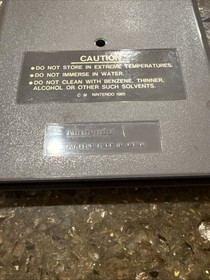 CAUTION
●DO NOT STORE IN EXTREME TEMPERATURES.
●DO NOT IMMERSE IN WATER.
●DO NOT CLEAN WITH BENZENE, THINNER,
ALCOHOL OR OTHER SUCH SOLVENTS.
NINTENDO 1985
Nintendo